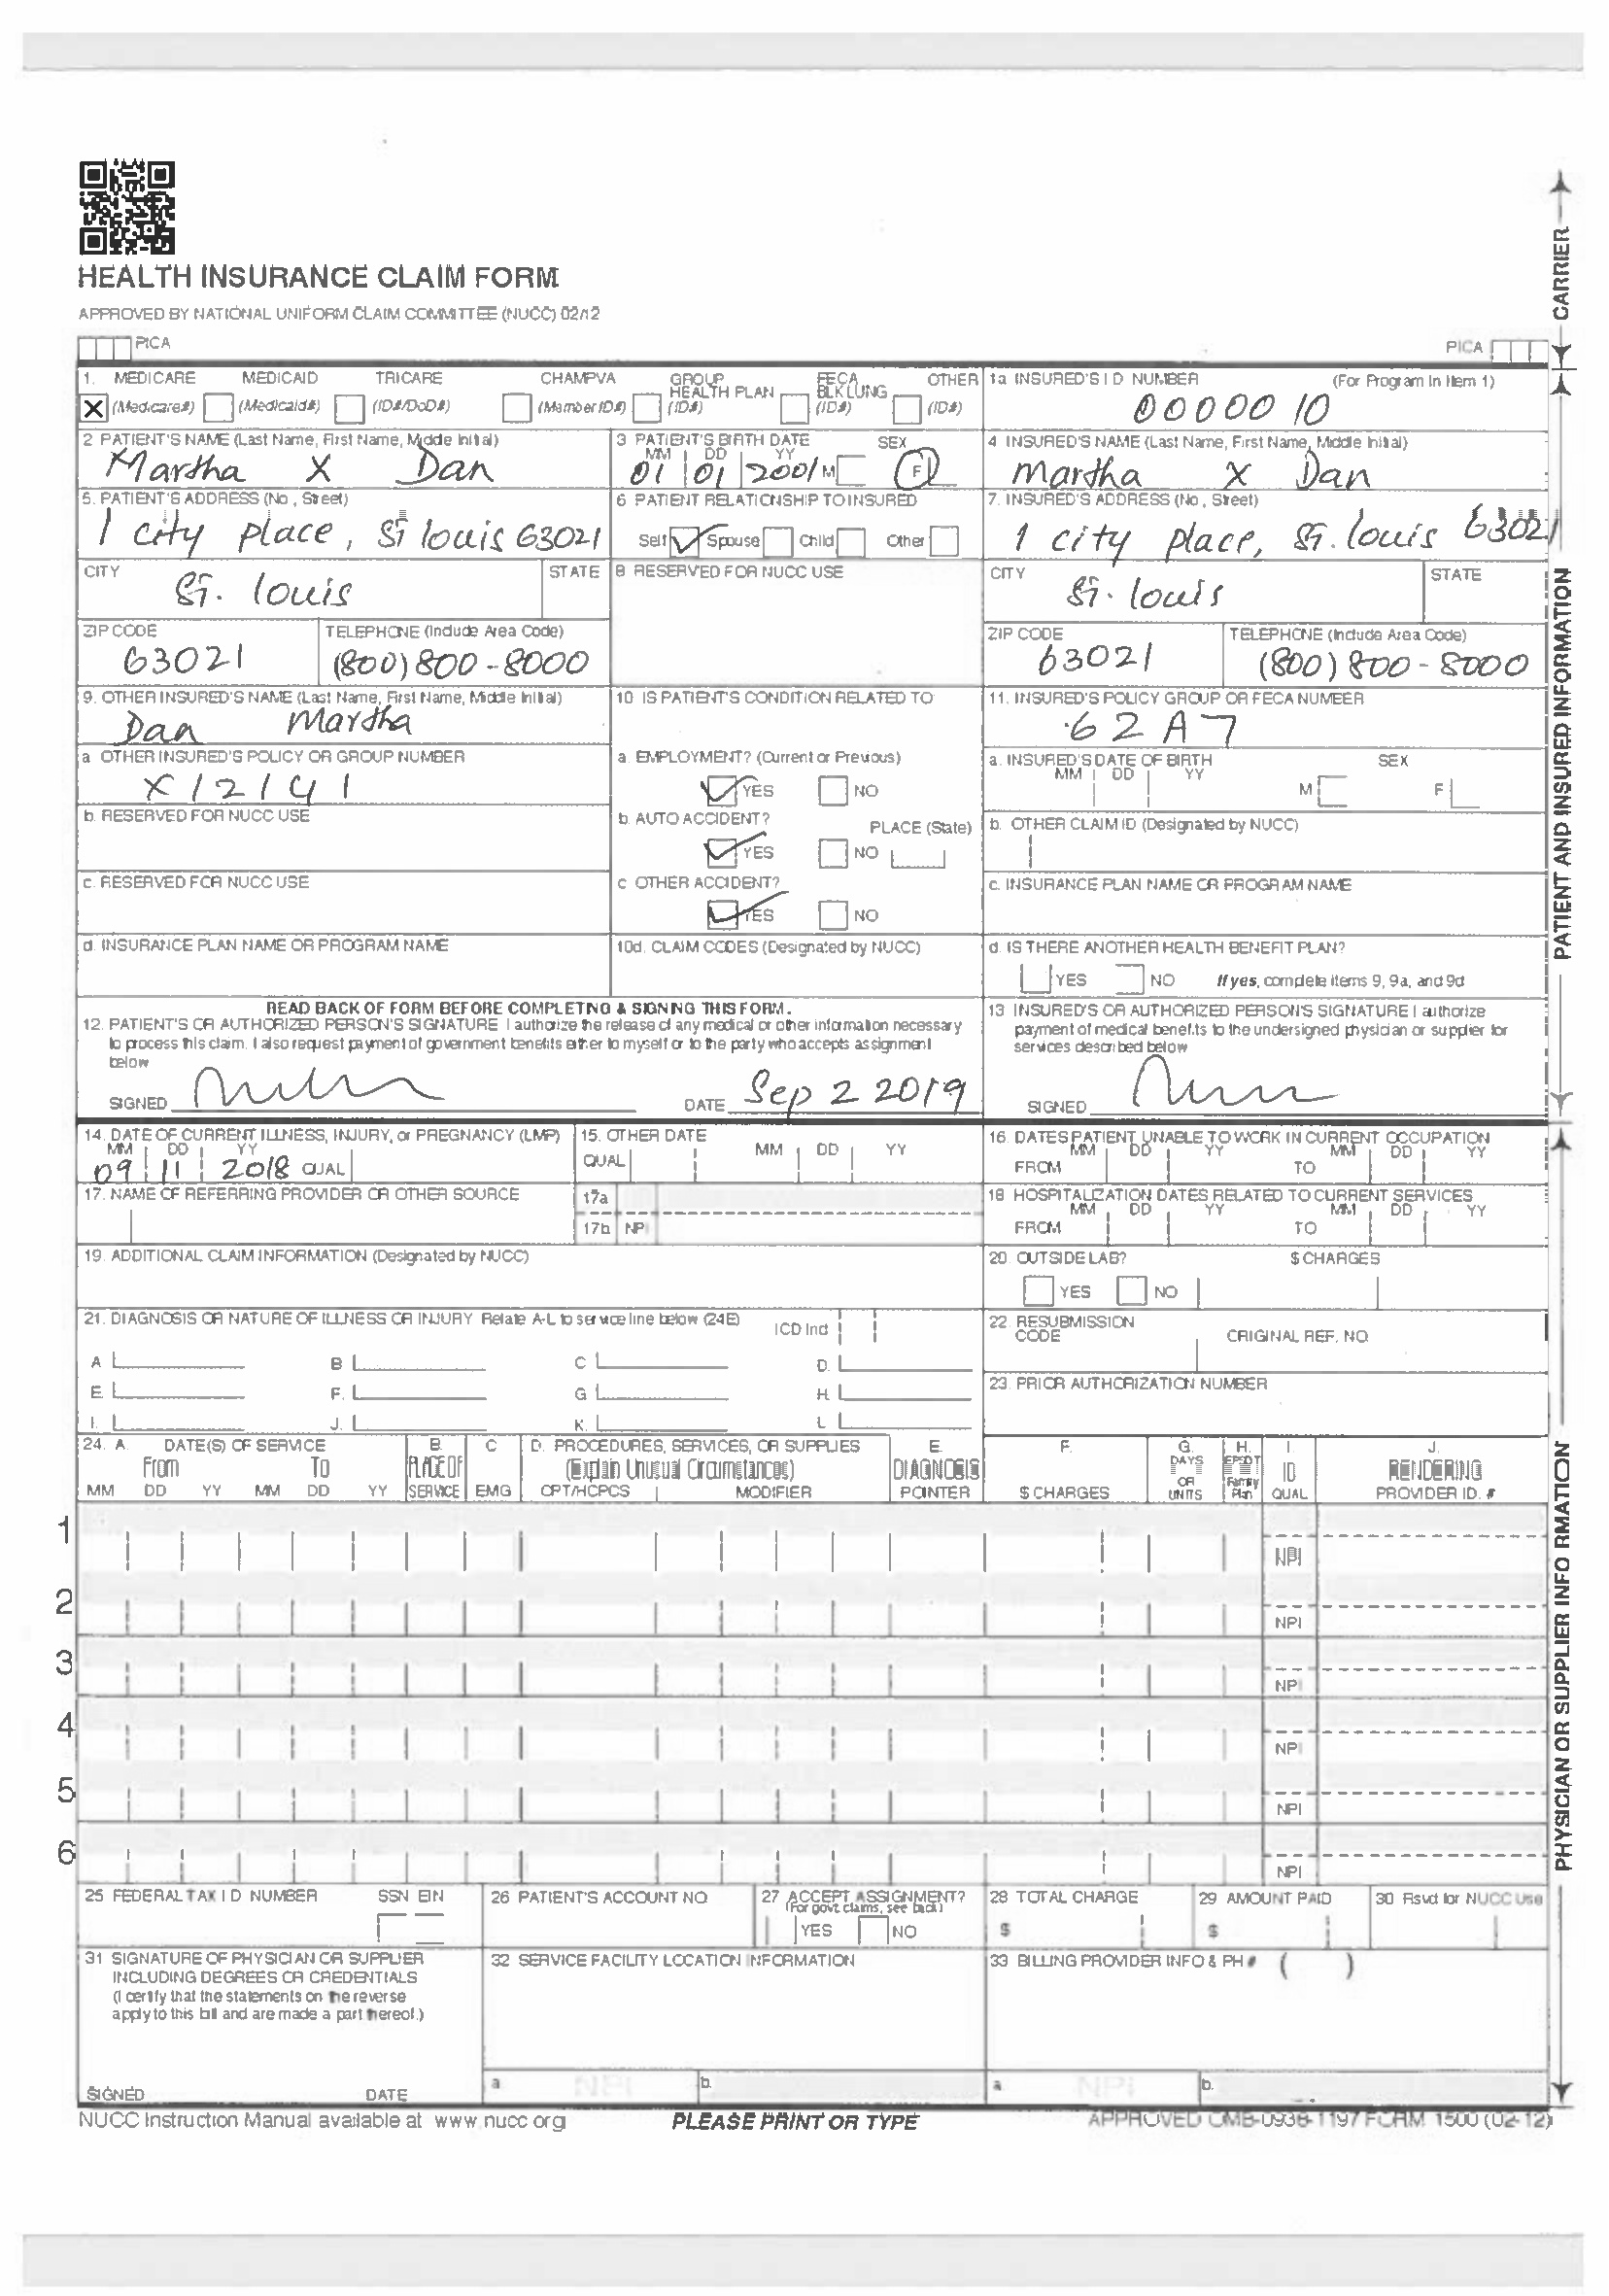 HEALTH INSURANCE CLAIM FORM
APPROVED BY NATIONAL UNIFORM CLAIM COMMITTEE (NUCC) 02/12
PICA
PICA
CARRIER
1. MEDICARE MEDICAID TRICARE CHAMPVA GROUP HEALTH PLAN FECA BLK LUNG OTHER
X (Medicare#) (Medicaid#) (ID#/DoD#) (Member ID#) (ID#) (ID#) (ID#)
1a INSURED'S I D NUMBER (For Program In Item 1)
0000010
2 PATIENT'S NAME (Last Name, First Name, Middle Initial)
Martha X Dan
3 PATIENT'S BIRTH DATE SEX
MM DD YY
01 01 2001 M F
4 INSURED'S NAME (Last Name, First Name, Middle Initial)
Martha X Dan
5. PATIENT'S ADDRESS (No , Street)
1 city place, St louis 63021
6 PATIENT RELATIONSHIP TO INSURED
Self Spouse Child Other
7. INSURED'S ADDRESS (No , Street)
1 city place, St. louis 63021
CITY STATE
St. louis
8 RESERVED FOR NUCC USE
CITY STATE
St. louis
ZIP CODE TELEPHONE (Include Area Code)
63021 (800) 800-8000
ZIP CODE TELEPHONE (Include Area Code)
63021 (800) 800-8000
9. OTHER INSURED'S NAME (Last Name, First Name, Middle Initial)
Dan Martha
10 IS PATIENT'S CONDITION RELATED TO
11. INSURED'S POLICY GROUP OR FECA NUMBER
62A7
a OTHER INSURED'S POLICY OR GROUP NUMBER
X12141
a. EMPLOYMENT? (Current or Previous)
YES NO
a. INSURED'S DATE OF BIRTH SEX
MM DD YY M F
b. RESERVED FOR NUCC USE
b AUTO ACCIDENT? PLACE (State)
YES NO
b. OTHER CLAIM ID (Designated by NUCC)
c. RESERVED FOR NUCC USE
c OTHER ACCIDENT?
YES NO
c. INSURANCE PLAN NAME OR PROGRAM NAME
d. INSURANCE PLAN NAME OR PROGRAM NAME
10d. CLAIM CODES (Designated by NUCC)
d. IS THERE ANOTHER HEALTH BENEFIT PLAN?
YES NO If yes, complete items 9, 9a, and 9d
READ BACK OF FORM BEFORE COMPLETING & SIGNING THIS FORM.
12. PATIENT'S OR AUTHORIZED PERSON'S SIGNATURE I authorize the release of any medical or other information necessary
to process this claim. I also request payment of government benefits either to myself or to the party who accepts assignment
below
SIGNED DATE Sep 2 2019
13 INSURED'S OR AUTHORIZED PERSON'S SIGNATURE I authorize
payment of medical benefits to the undersigned physician or supplier for
services described below
SIGNED
PATIENT AND INSURED INFORMATION
14. DATE OF CURRENT ILLNESS, INJURY, or PREGNANCY (LMP)
MM DD YY
09 11 2018 QUAL
15. OTHER DATE
QUAL MM DD YY
16 DATES PATIENT UNABLE TO WORK IN CURRENT OCCUPATION
MM DD YY MM DD YY
FROM TO
17. NAME OF REFERRING PROVIDER OR OTHER SOURCE
17a
17b NPI
18 HOSPITALIZATION DATES RELATED TO CURRENT SERVICES
MM DD YY MM DD YY
FROM TO
19. ADDITIONAL CLAIM INFORMATION (Designated by NUCC)
20. OUTSIDE LAB? $ CHARGES
YES NO
21. DIAGNOSIS OR NATURE OF ILLNESS OR INJURY Relate A-L to service line below (24E) ICD Ind
A B C D.
E. F. G H.
I. J. K. L
22. RESUBMISSION
CODE ORIGINAL REF. NO
23. PRIOR AUTHORIZATION NUMBER
24. A DATE(S) OF SERVICE B. C D. PROCEDURES, SERVICES, OR SUPPLIES E. F. G. H. I. J.
From To PLACE OF (Explain Unusual Circumstances) DIAGNOSIS DAYS OR UNITS EPSDT Family Plan ID RENDERING
MM DD YY MM DD YY SERVICE EMG CPT/HCPCS MODIFIER POINTER $ CHARGES QUAL PROVIDER ID. #
1 NPI
2 NPI
3 NPI
4 NPI
5 NPI
6 NPI
25 FEDERAL TAX I D NUMBER SSN EIN
26 PATIENT'S ACCOUNT NO
27 ACCEPT ASSIGNMENT?
(For govt. claims, see back)
YES NO
28 TOTAL CHARGE
$
29 AMOUNT PAID
$
30 Rsvd for NUCC Use
31 SIGNATURE OF PHYSICIAN OR SUPPLIER
INCLUDING DEGREES OR CREDENTIALS
(I certify that the statements on the reverse
apply to this bill and are made a part thereof.)
SIGNED DATE
32 SERVICE FACILITY LOCATION INFORMATION
a NPI b.
33 BILLING PROVIDER INFO & PH # ( )
a NPI b.
PHYSICIAN OR SUPPLIER INFORMATION
NUCC Instruction Manual available at www.nucc org
PLEASE PRINT OR TYPE
APPROVED OMB-0938-1197 FORM 1500 (02-12)